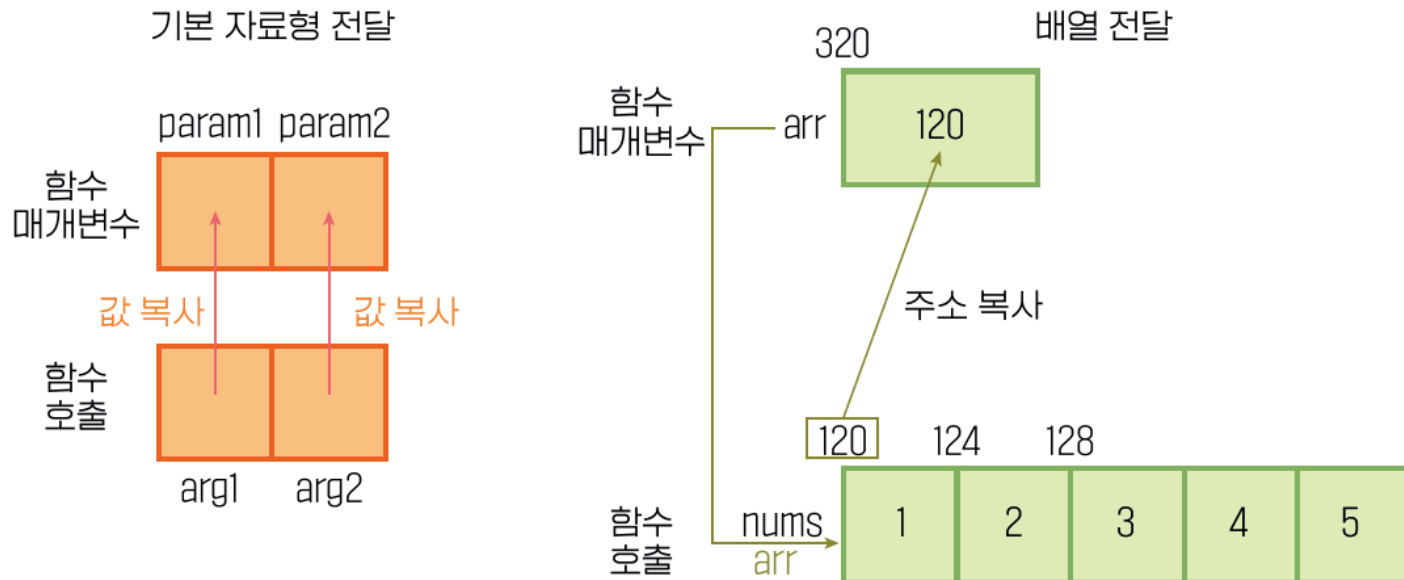 기본 자료형 전달
param1 param2
함수
매개변수
값 복사 값 복사
함수
호출
arg1 arg2
배열 전달
320
함수
매개변수
arr
120
주소 복사
120 124 128
함수
호출
nums
arr
1 2 3 4 5